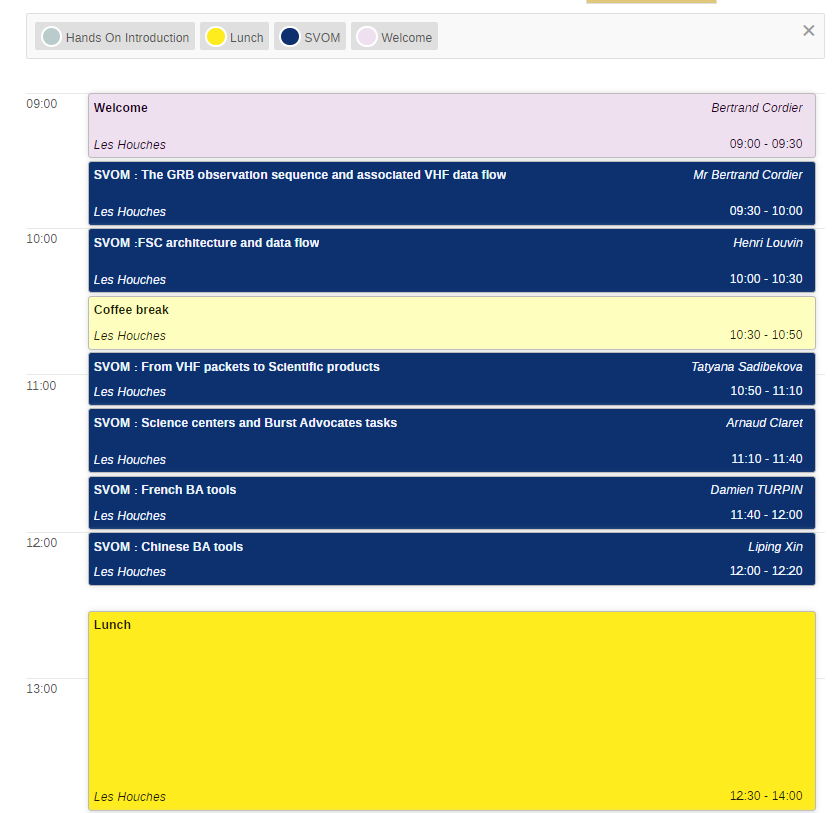 Hands On Introduction Lunch SVOM Welcome ×
09:00
Welcome Bertrand Cordier
Les Houches 09:00 - 09:30
SVOM : The GRB observation sequence and associated VHF data flow Mr Bertrand Cordier
Les Houches 09:30 - 10:00
10:00
SVOM :FSC architecture and data flow Henri Louvin
Les Houches 10:00 - 10:30
Coffee break
Les Houches 10:30 - 10:50
SVOM : From VHF packets to Scientific products Tatyana Sadibekova
11:00
Les Houches 10:50 - 11:10
SVOM : Science centers and Burst Advocates tasks Arnaud Claret
Les Houches 11:10 - 11:40
SVOM : French BA tools Damien TURPIN
Les Houches 11:40 - 12:00
12:00
SVOM : Chinese BA tools Liping Xin
Les Houches 12:00 - 12:20
Lunch
13:00
Les Houches 12:30 - 14:00